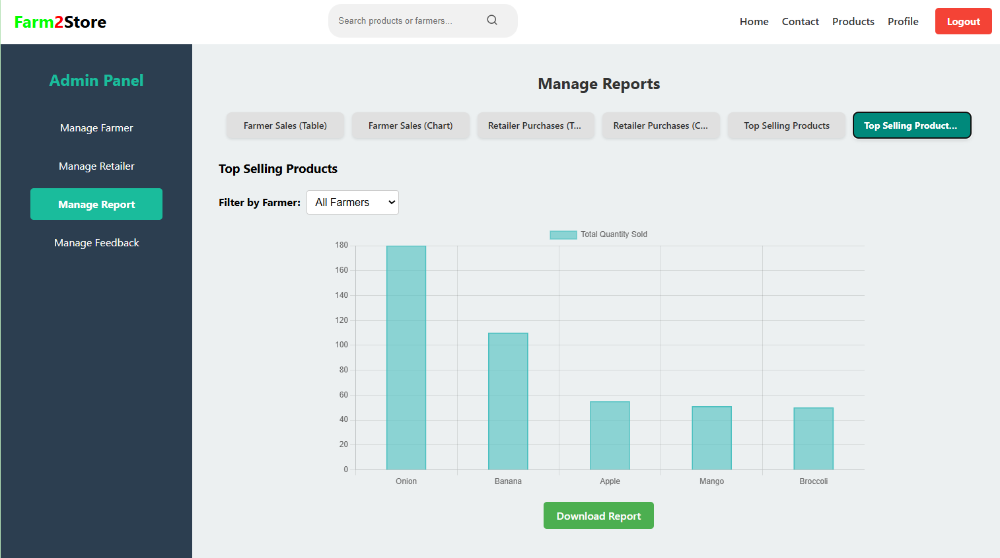 Farm2Store
Search products or farmers...
Home
Contact
Products
Profile
Logout
Admin Panel
Manage Farmer
Manage Retailer
Manage Report
Manage Feedback
Manage Reports
Farmer Sales (Table)
Farmer Sales (Chart)
Retailer Purchases (T...
Retailer Purchases (C...
Top Selling Products
Top Selling Product...
Top Selling Products
Filter by Farmer:
All Farmers
Total Quantity Sold
180
160
140
120
100
80
60
40
20
0
Onion
Banana
Apple
Mango
Broccoli
Download Report